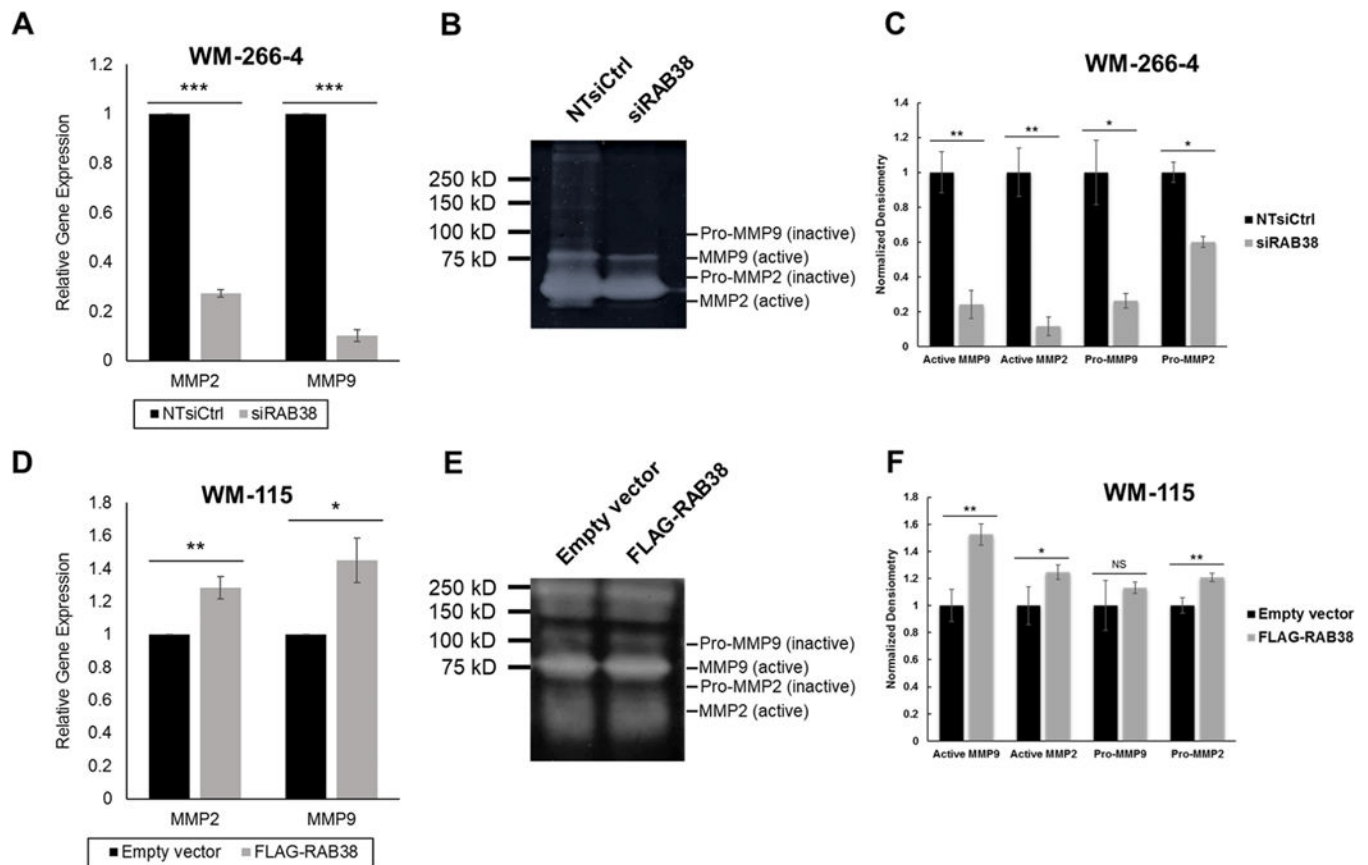 A
WM-266-4
1.2
1
0.8
0.6
0.4
0.2
0
Relative Gene Expression
***
***
MMP2
MMP9
NTsiCtrl
siRAB38
B
NTsiCtrl
siRAB38
250 kD
150 kD
100 kD
75 kD
Pro-MMP9 (inactive)
MMP9 (active)
Pro-MMP2 (inactive)
MMP2 (active)
C
WM-266-4
1.4
1.2
1
0.8
0.6
0.4
0.2
0
Normalized Densiometry
**
**
*
*
Active MMP9
Active MMP2
Pro-MMP9
Pro-MMP2
NTsiCtrl
siRAB38
D
WM-115
1.8
1.6
1.4
1.2
1
0.8
0.6
0.4
0.2
0
Relative Gene Expression
**
*
MMP2
MMP9
Empty vector
FLAG-RAB38
E
Empty vector
FLAG-RAB38
250 kD
150 kD
100 kD
75 kD
Pro-MMP9 (inactive)
MMP9 (active)
Pro-MMP2 (inactive)
MMP2 (active)
F
WM-115
1.8
1.6
1.4
1.2
1
0.8
0.6
0.4
0.2
0
Normalized Densiometry
**
*
NS
**
Active MMP9
Active MMP2
Pro-MMP9
Pro-MMP2
Empty vector
FLAG-RAB38